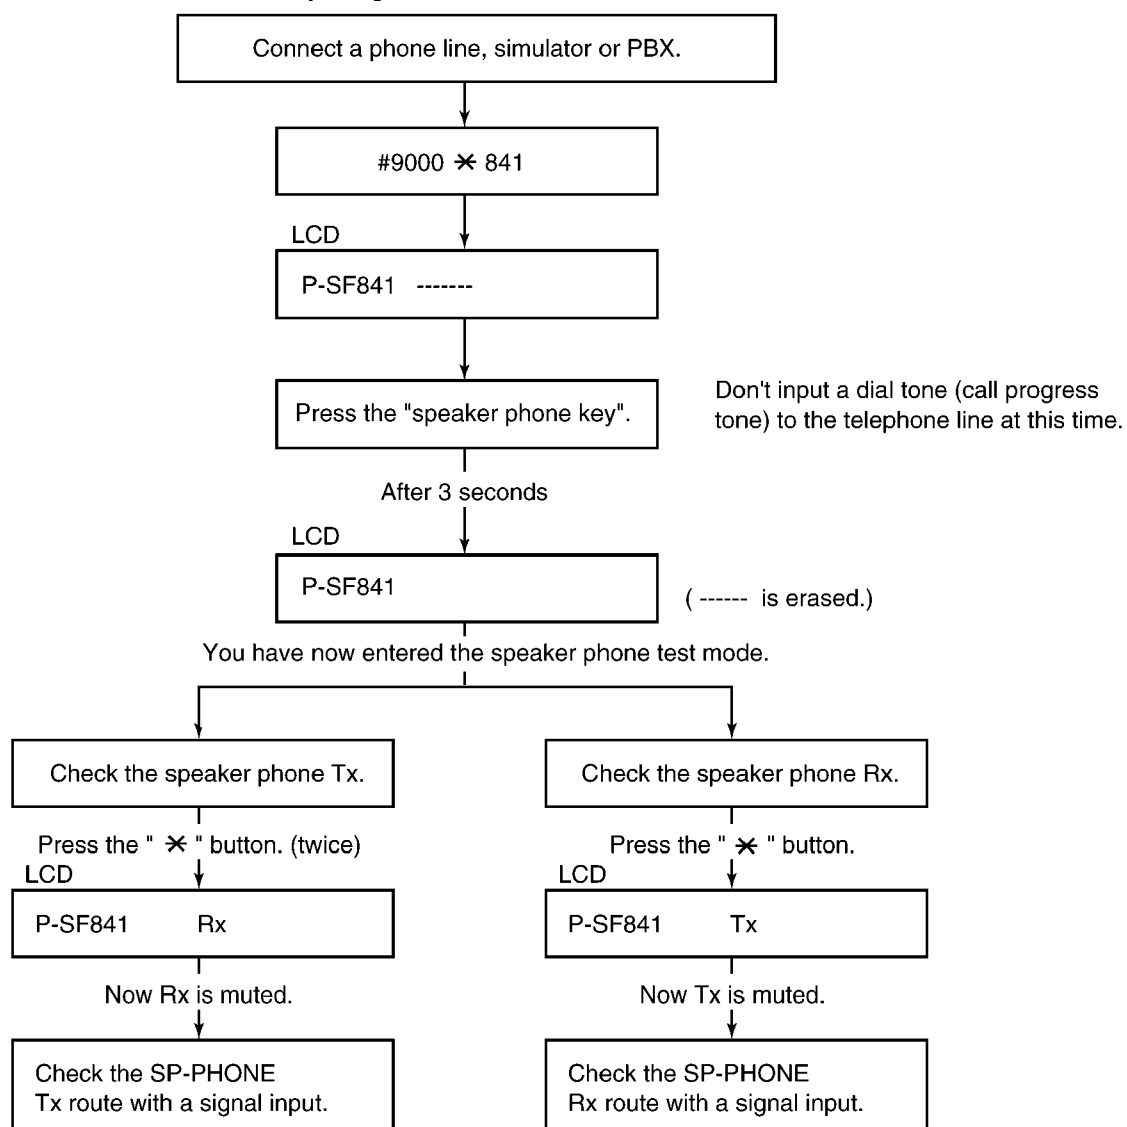 Connect a phone line, simulator or PBX.
#9000 ✕ 841
LCD
P-SF841 -------
Press the "speaker phone key".
Don't input a dial tone (call progress
tone) to the telephone line at this time.
After 3 seconds
LCD
P-SF841
( ------ is erased.)
You have now entered the speaker phone test mode.
Check the speaker phone Tx.
Press the " ✕ " button. (twice)
LCD
P-SF841 Rx
Now Rx is muted.
Check the SP-PHONE
Tx route with a signal input.
Check the speaker phone Rx.
Press the " ✕ " button.
LCD
P-SF841 Tx
Now Tx is muted.
Check the SP-PHONE
Rx route with a signal input.